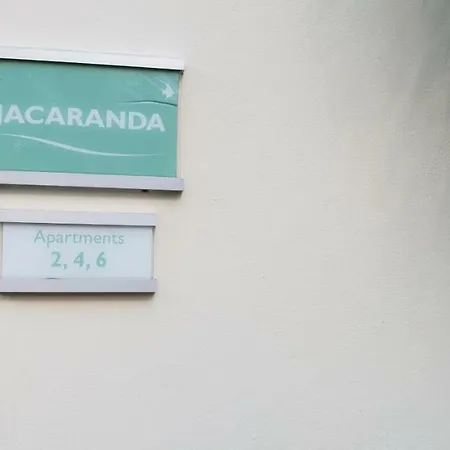 JACARANDA
Apartments
2, 4, 6